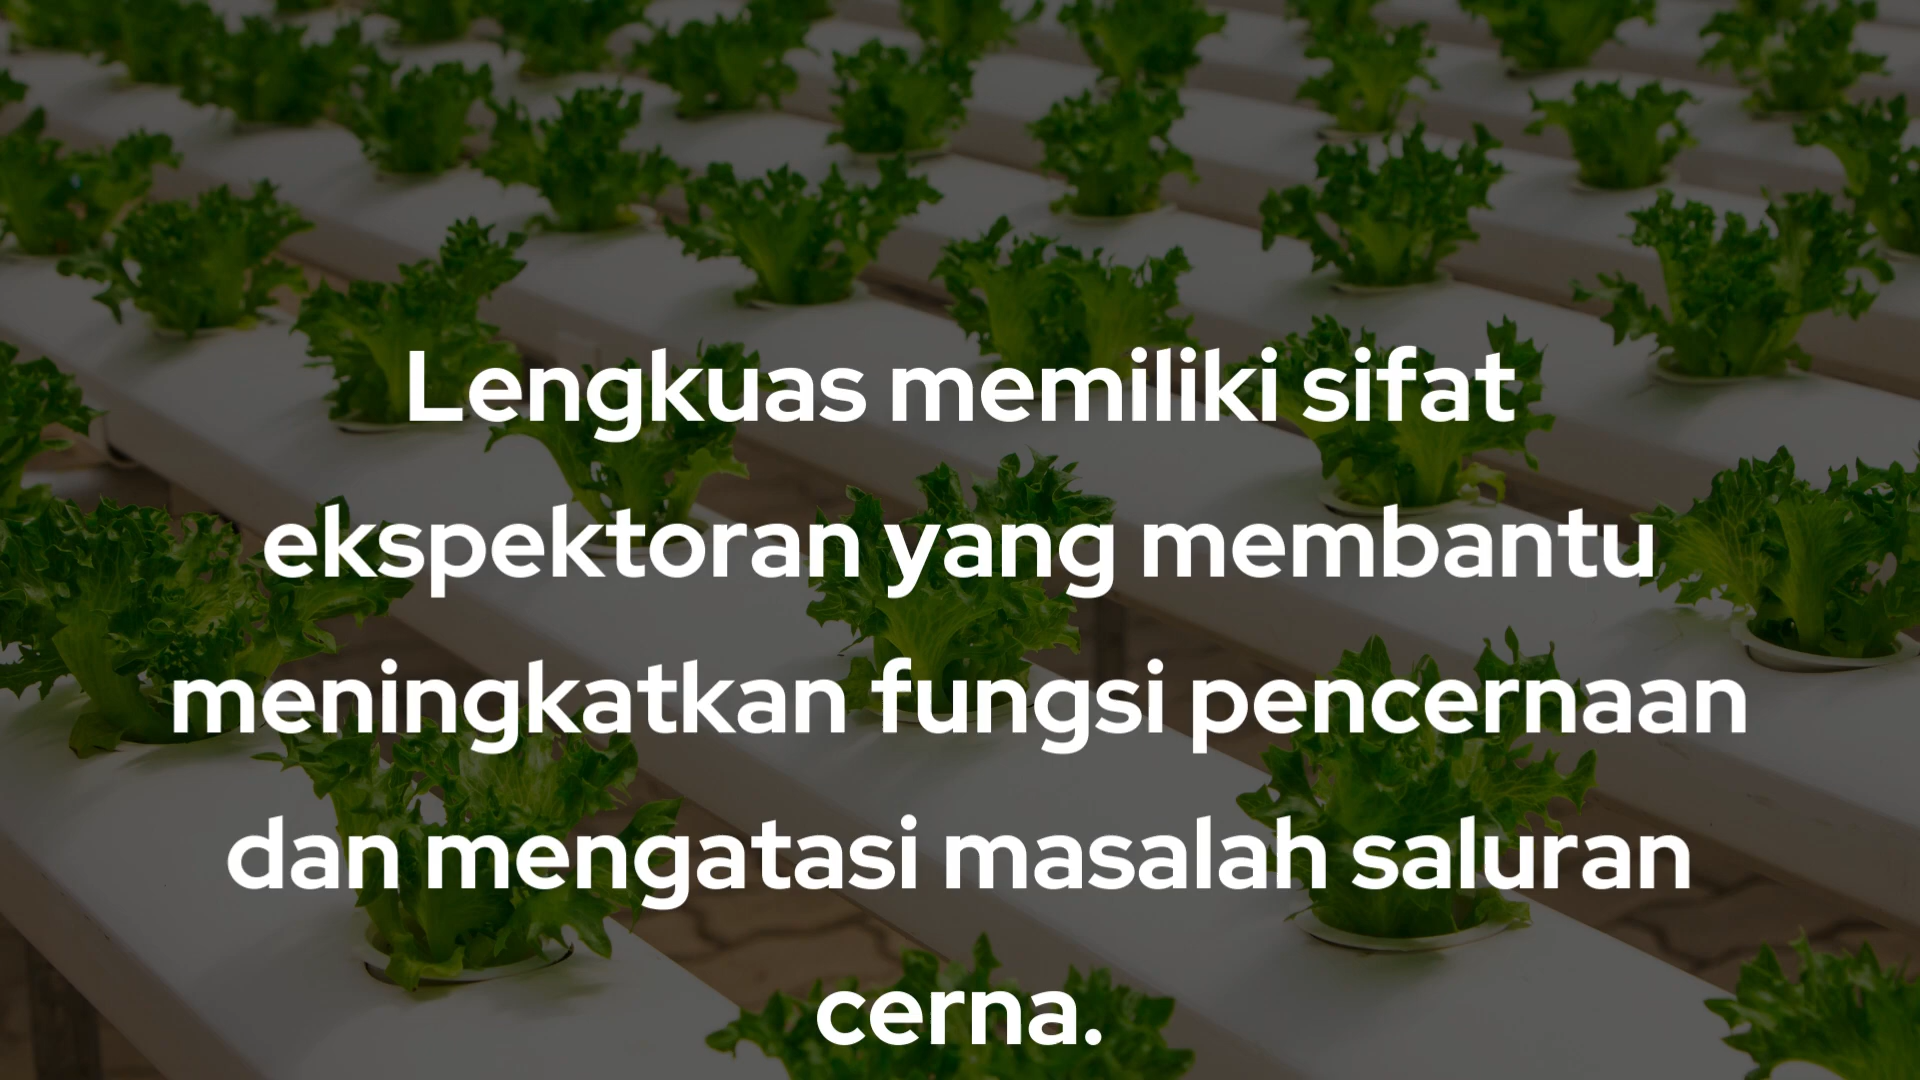 Lengkuas memiliki sifat
ekspektoran yang membantu
meningkatkan fungsi pencernaan
dan mengatasi masalah saluran
cerna.